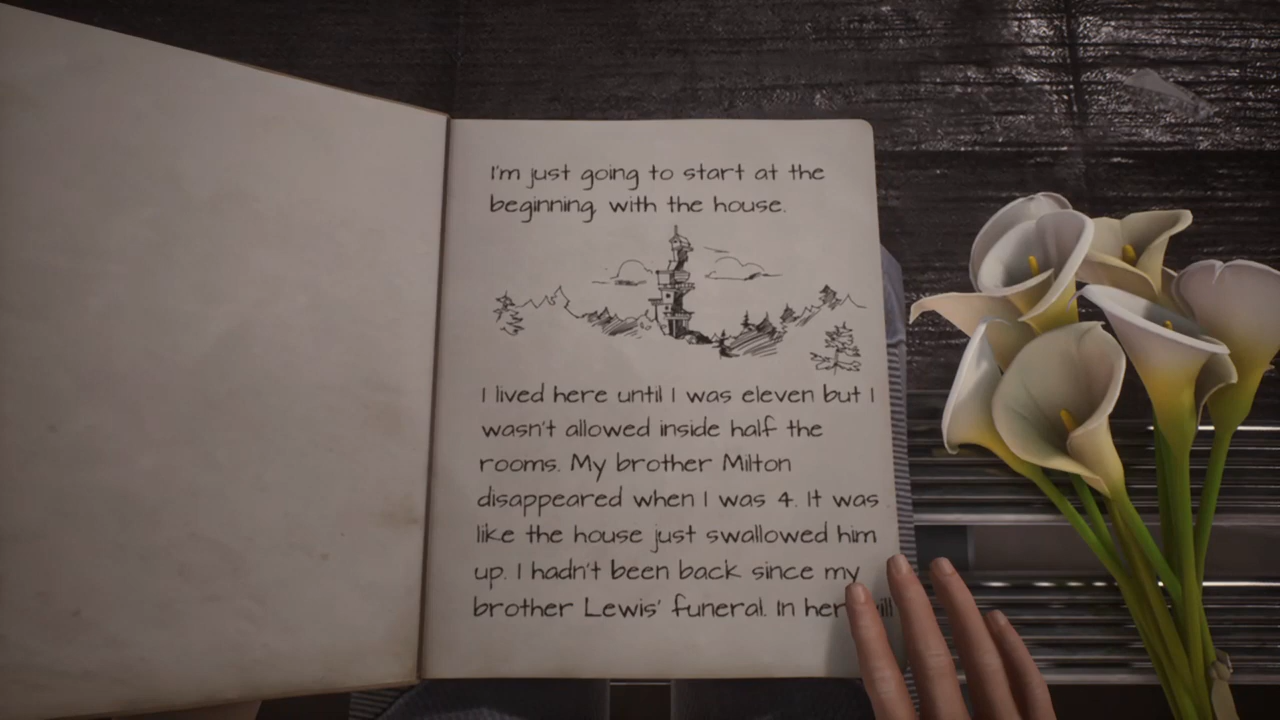 I'm just going to start at the
beginning, with the house.
I lived here until I was eleven but I
wasn't allowed inside half the
rooms. My brother Milton
disappeared when I was 4. It was
like the house just swallowed him
up. I hadn't been back since my
brother Lewis' funeral. In her